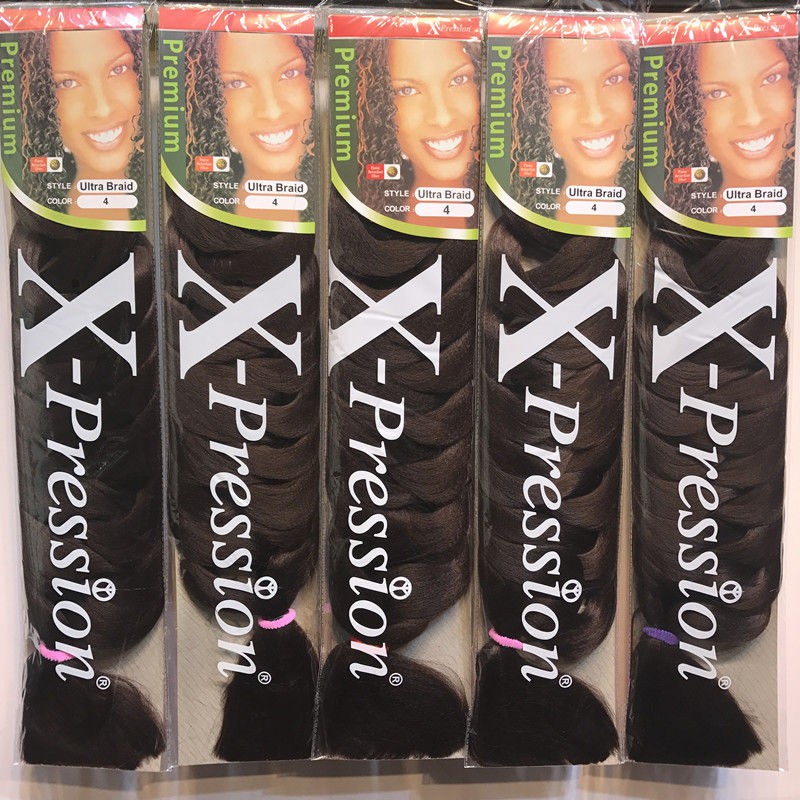 Premium
STYLE : Ultra Braid
COLOR : 4
X-Pression®
Premium
STYLE : Ultra Braid
COLOR : 4
X-Pression®
X-Pression
Premium
STYLE : Ultra Braid
COLOR : 4
X-Pression®
Premium
STYLE : Ultra Braid
COLOR : 4
X-Pression®
Premium
STYLE : Ultra Braid
COLOR : 4
X-Pression®